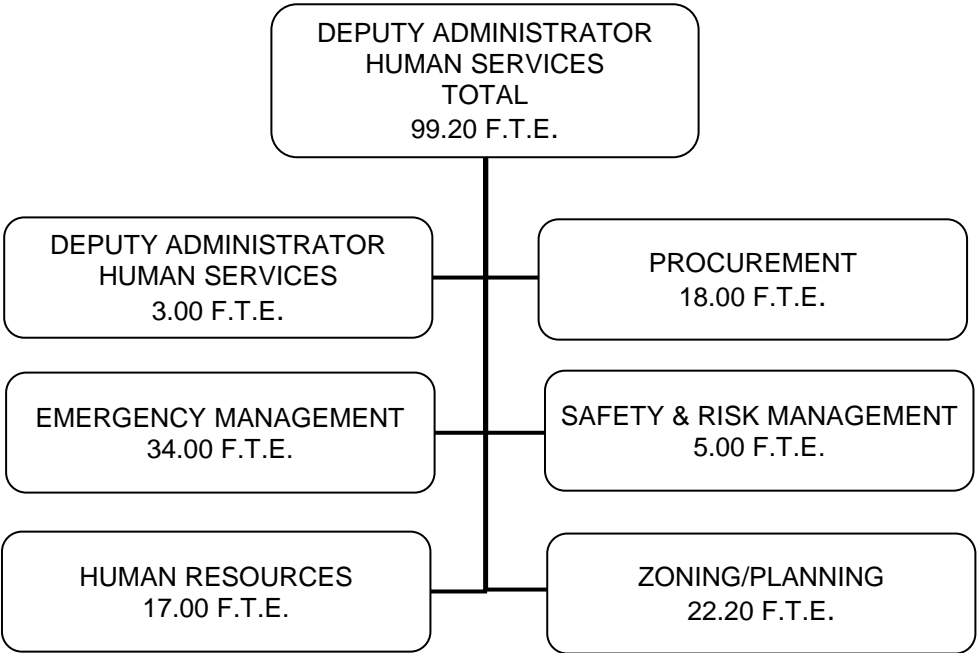 DEPUTY ADMINISTRATOR
HUMAN SERVICES
TOTAL
99.20 F.T.E.
DEPUTY ADMINISTRATOR
HUMAN SERVICES
3.00 F.T.E.
PROCUREMENT
18.00 F.T.E.
EMERGENCY MANAGEMENT
34.00 F.T.E.
SAFETY & RISK MANAGEMENT
5.00 F.T.E.
HUMAN RESOURCES
17.00 F.T.E.
ZONING/PLANNING
22.20 F.T.E.